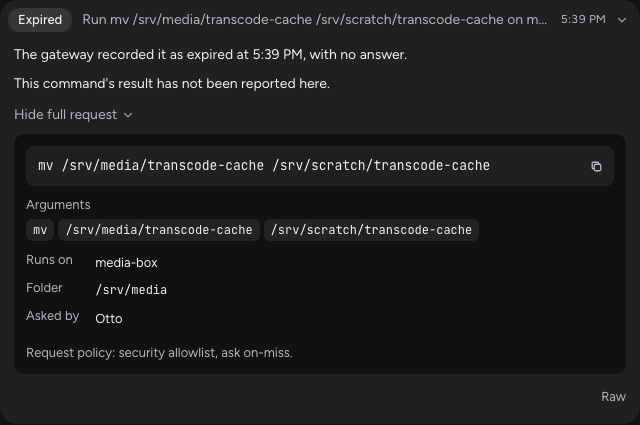 Expired Run mv /srv/media/transcode-cache /srv/scratch/transcode-cache on m... 5:39 PM
The gateway recorded it as expired at 5:39 PM, with no answer.
This command's result has not been reported here.
Hide full request
mv /srv/media/transcode-cache /srv/scratch/transcode-cache
Arguments
mv /srv/media/transcode-cache /srv/scratch/transcode-cache
Runs on media-box
Folder /srv/media
Asked by Otto
Request policy: security allowlist, ask on-miss.
Raw